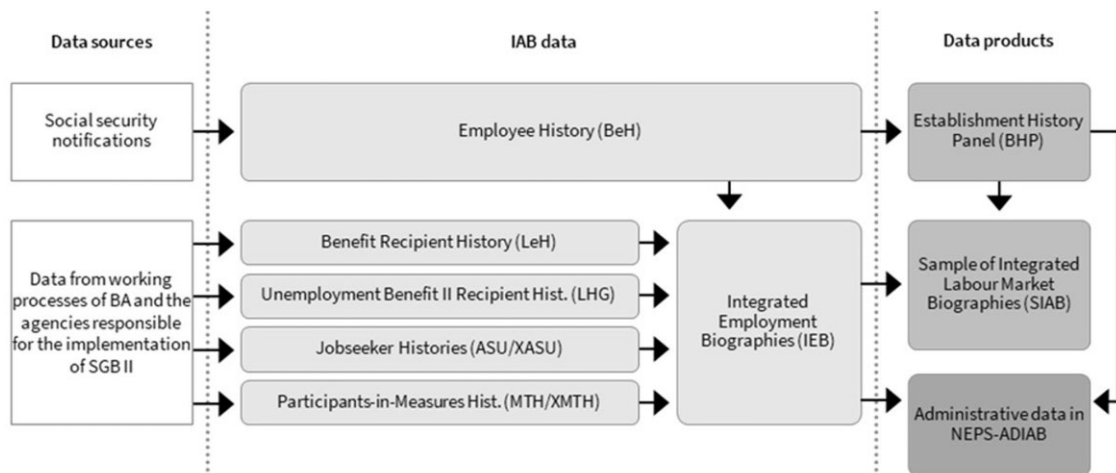 Data sources
IAB data
Data products
Social security
notifications
Employee History (BeH)
Establishment History
Panel (BHP)
Data from working
processes of BA and the
agencies responsible
for the implementation
of SGB II
Benefit Recipient History (LeH)
Unemployment Benefit II Recipient Hist. (LHG)
Jobseeker Histories (ASU/XASU)
Participants-in-Measures Hist. (MTH/XMTH)
Integrated
Employment
Biographies (IEB)
Sample of Integrated
Labour Market
Biographies (SIAB)
Administrative data in
NEPS-ADIAB